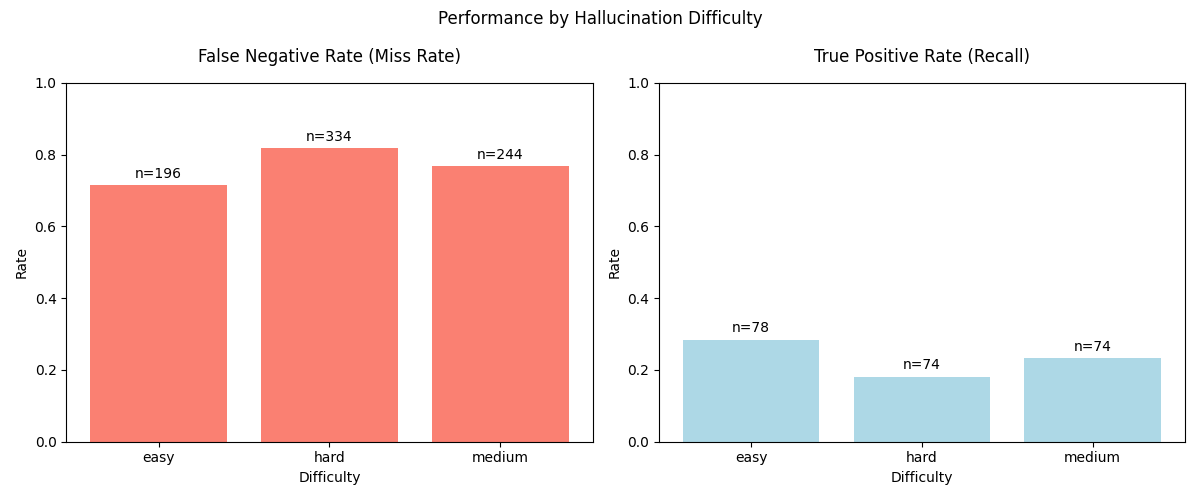 Performance by Hallucination Difficulty
False Negative Rate (Miss Rate)
1.0
0.8
0.6
0.4
0.2
0.0
Rate
n=196
n=334
n=244
easy
hard
medium
Difficulty
True Positive Rate (Recall)
1.0
0.8
0.6
0.4
0.2
0.0
Rate
n=78
n=74
n=74
easy
hard
medium
Difficulty